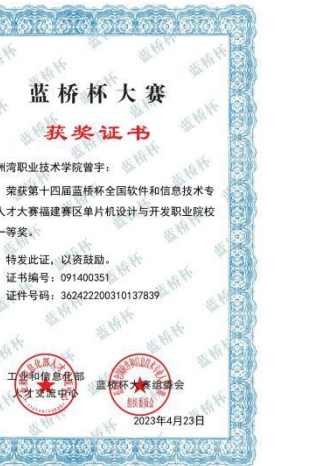 蓝桥杯大赛
获奖证书
州湾职业技术学院曾宇：
荣获第十四届蓝桥杯全国软件和信息技术专
人才大赛福建赛区单片机设计与开发职业院校
一等奖。
特发此证，以资鼓励。
证书编号：091400351
证件号码：362422200310137839
工业和信息化部 蓝桥杯大赛组委会
人才交流中心
2023年4月23日